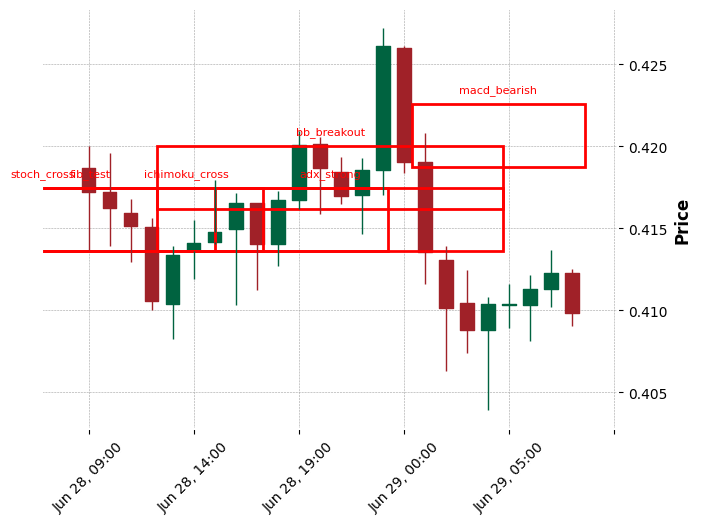 0.425
macd_bearish
bb_breakout
0.420
stoch_cross
fib_test
ichimoku_cross
adx_strong
0.415
Price
0.410
0.405
Jun 28, 09:00
Jun 28, 14:00
Jun 28, 19:00
Jun 29, 00:00
Jun 29, 05:00